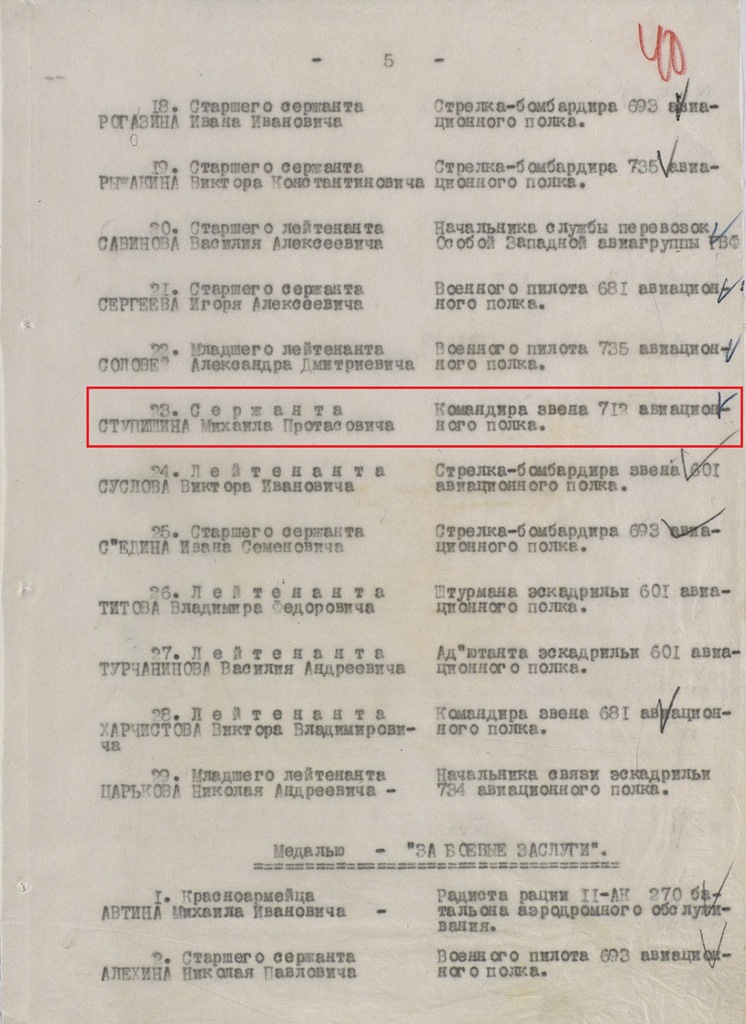 - 5 -
40
18. Старшего сержанта Стрелка-бомбардира 693 авиа-
РОГАЗИНА Ивана Ивановича ционного полка.
О
19. Старшего сержанта Стрелка-бомбардира 735 авиа-
РЫЖАКИНА Виктора Константиновича ционного полка.
20. Старшего лейтенанта Начальника службы перевозок
САВИНОВА Василия Алексеевича Особой Западной авиагруппы ГВФ
21. Старшего сержанта Военного пилота 681 авиацион-
СЕРГЕЕВА Игоря Алексеевича ного полка.
22. Младшего лейтенанта Военного пилота 735 авиацион-
Александра Дмитриевича ного полка.
23. Сержанта Командира звена 712 авиацион-
СТУПИШИНА Михаила Протасовича ного полка.
24. Лейтенанта Стрелка-бомбардира звена 601
СУСЛОВА Виктора Ивановича авиационного полка.
25. Старшего сержанта Стрелка-бомбардира 693 авиа-
С"ЕДИНА Ивана Семеновича ционного полка.
26. Лейтенанта Штурмана эскадрильи 601 авиа-
ТИТОВА Владимира Федоровича ционного полка.
27. Лейтенанта Ад"ютанта эскадрильи 601 авиа-
ТУРЧАНИНОВА Василия Андреевича ционного полка.
28. Лейтенанта Командира звена 681 авиацион-
ХАРЧИСТОВА Виктора Владимирови- ного полка.
ча
29. Младшего лейтенанта Начальника связи эскадрильи
ЦАРЬКОВА Николая Андреевича - 734 авиационного полка.
Медалью - "ЗА БОЕВЫЕ ЗАСЛУГИ".
1. Красноармейца Радиста рации II-АК 270 ба-
АВТИНА Михаила Ивановича - тальона аэродромного обслужи-
вания.
2. Старшего сержанта Военного пилота 693 авиацион-
АЛЕХИНА Николая Павловича ного полка.